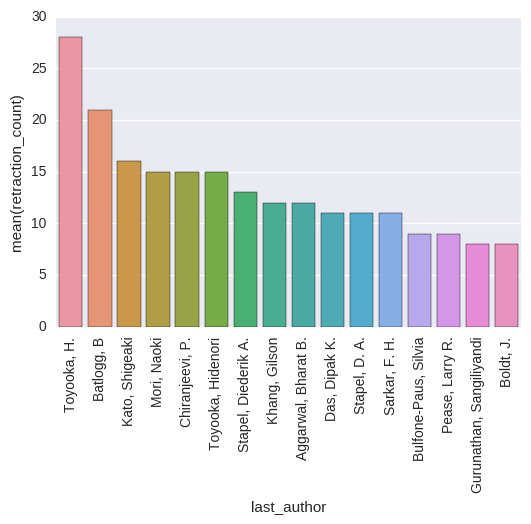 30
25
20
15
10
5
0
mean(retraction_count)
Toyooka, H.
Batlogg, B
Kato, Shigeaki
Mori, Naoki
Chiranjeevi, P.
Toyooka, Hidenori
Stapel, Diederik A.
Khang, Gilson
Aggarwal, Bharat B.
Das, Dipak K.
Stapel, D. A.
Sarkar, F. H.
Bulfone-Paus, Silvia
Pease, Larry R.
Gurunathan, Sangiliyandi
Boldt, J.
last_author